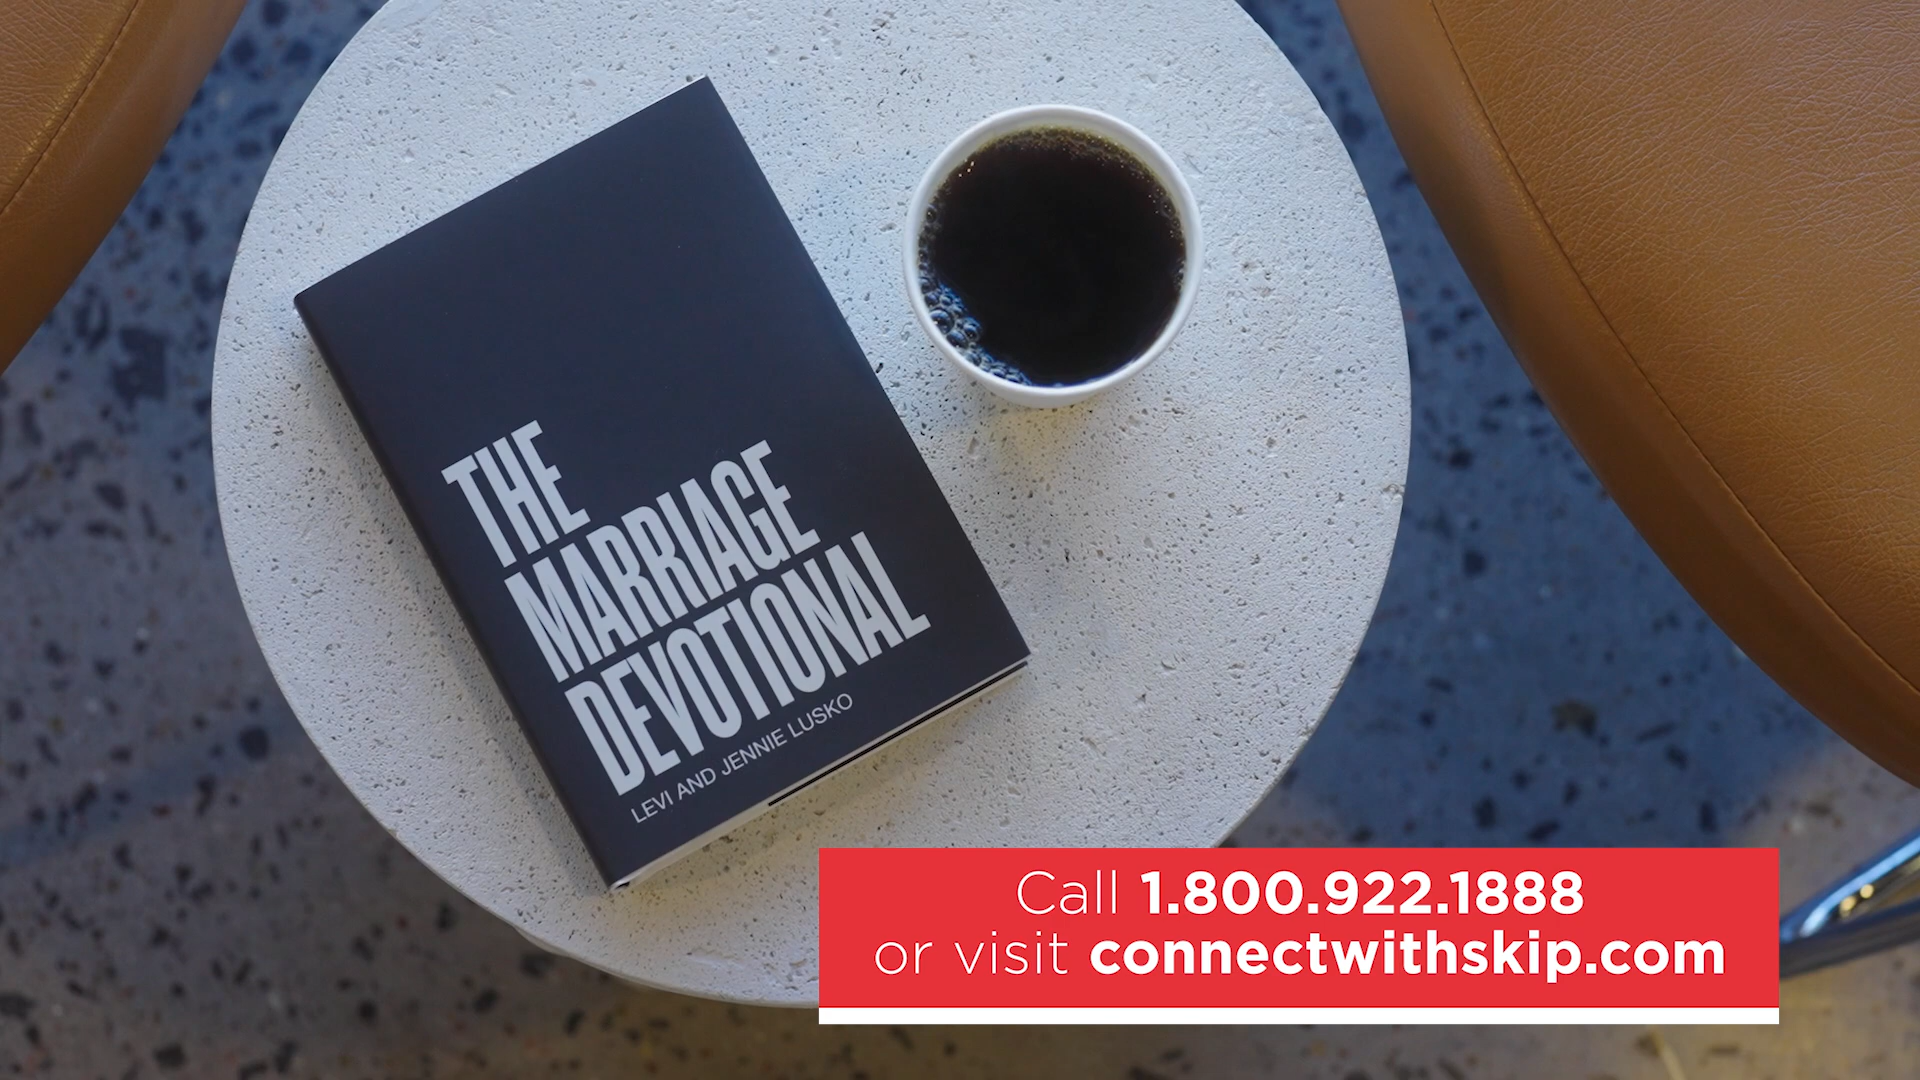 THE
MARRIAGE
DEVOTIONAL
LEVI AND JENNIE LUSKO
Call 1.800.922.1888
or visit connectwithskip.com